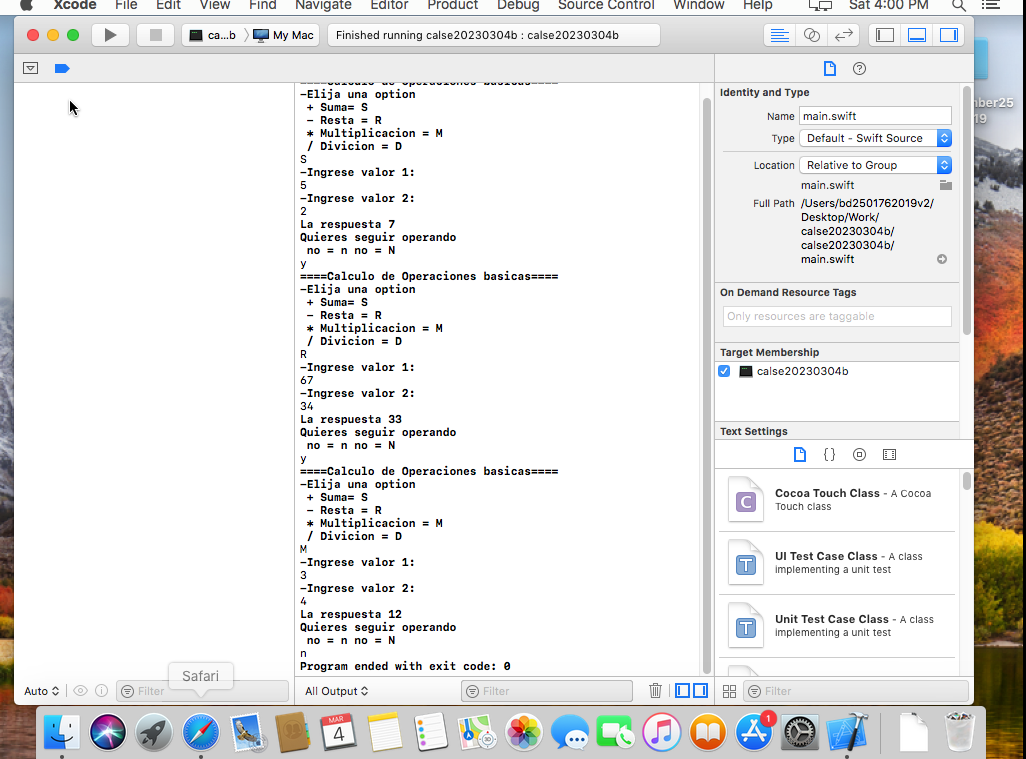 Xcode File Edit View Find Navigate Editor Product Debug Source Control Window Help Sat 4:00 PM
ca...b My Mac Finished running calse20230304b : calse20230304b
====Calculo de Operaciones basicas====
-Elija una option
+ Suma= S
- Resta = R
* Multiplicacion = M
/ Divicion = D
S
-Ingrese valor 1:
5
-Ingrese valor 2:
2
La respuesta 7
Quieres seguir operando
no = n no = N
y
====Calculo de Operaciones basicas====
-Elija una option
+ Suma= S
- Resta = R
* Multiplicacion = M
/ Divicion = D
R
-Ingrese valor 1:
67
-Ingrese valor 2:
34
La respuesta 33
Quieres seguir operando
no = n no = N
y
====Calculo de Operaciones basicas====
-Elija una option
+ Suma= S
- Resta = R
* Multiplicacion = M
/ Divicion = D
M
-Ingrese valor 1:
3
-Ingrese valor 2:
4
La respuesta 12
Quieres seguir operando
no = n no = N
n
Program ended with exit code: 0
Auto Filter
All Output Filter
Safari
Identity and Type
Name main.swift
Type Default - Swift Source
Location Relative to Group
main.swift
Full Path /Users/bd2501762019v2/
Desktop/Work/
calse20230304b/
calse20230304b/
main.swift
On Demand Resource Tags
Only resources are taggable
Target Membership
calse20230304b
Text Settings
{}
C
Cocoa Touch Class - A Cocoa
Touch class
T
UI Test Case Class - A class
implementing a unit test
T
Unit Test Case Class - A class
implementing a unit test
Filter
nber25
19
MAR
4
1